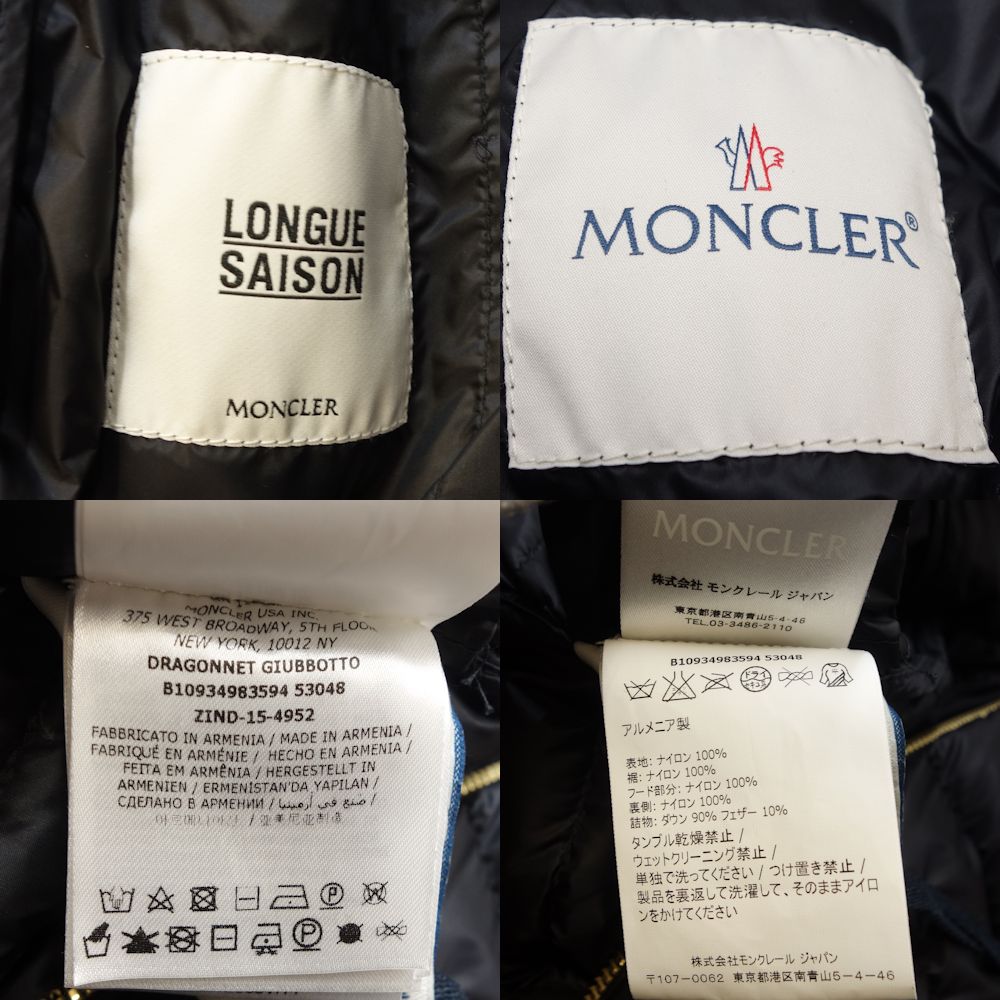 LONGUE
SAISON
MONCLER
MONCLER®
MONCLER USA INC
375 WEST BROADWAY, 5TH FLOOR
NEW YORK, 10012 NY
DRAGONNET GIUBBOTTO
B10934983594 53048
ZIND-15-4952
FABBRICATO IN ARMENIA / MADE IN ARMENIA /
FABRIQUÉ EN ARMÉNIE / HECHO EN ARMENIA /
FEITA EM ARMÊNIA / HERGESTELLT IN
ARMENIEN / ERMENİSTAN'DA YAPILAN /
СДЕЛАНО В АРМЕНИИ / صنع في أرمينيا /
亚美尼亚制造
MONCLER
株式会社 モンクレール ジャパン
東京都港区南青山5-4-46
TEL.03-3486-2110
B10934983594 53048
ドライ
アルメニア製
表地: ナイロン 100%
裾: ナイロン 100%
フード部分: ナイロン 100%
裏側: ナイロン 100%
詰物: ダウン 90% フェザー 10%
タンブル乾燥禁止 /
ウェットクリーニング禁止 /
単独で洗ってください / つけ置き禁止 /
製品を裏返して洗濯して、そのままアイロ
ンをかけてください
株式会社モンクレール ジャパン
〒107-0062 東京都港区南青山5-4-46